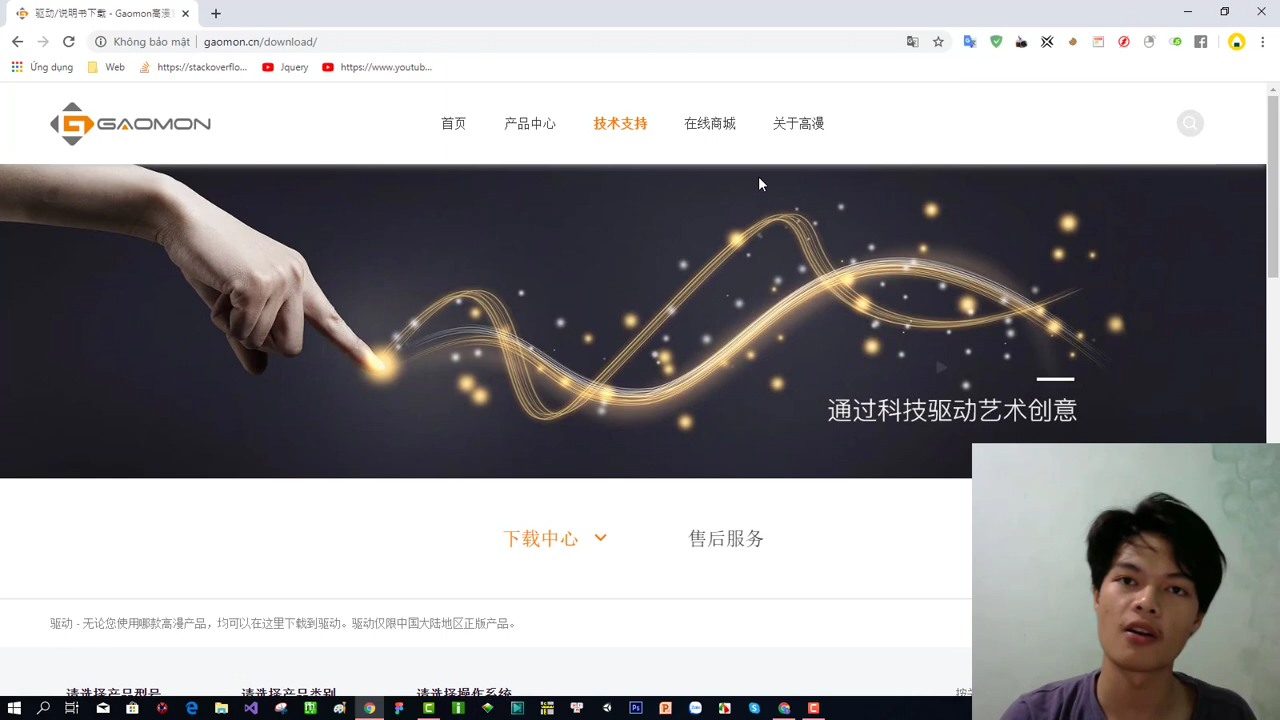 驱动/说明书下载 - Gaomon高漫
Không bảo mật
gaomon.cn/download/
Ứng dụng
Web
https://stackoverflo...
Jquery
https://www.youtub...
GAOMON
首页
产品中心
技术支持
在线商城
关于高漫
通过科技驱动艺术创意
下载中心
售后服务
驱动 - 无论您使用哪款高漫产品，均可以在这里下载到驱动。驱动仅限中国大陆地区正版产品。
请选择产品型号
请选择产品类别
请选择操作系统